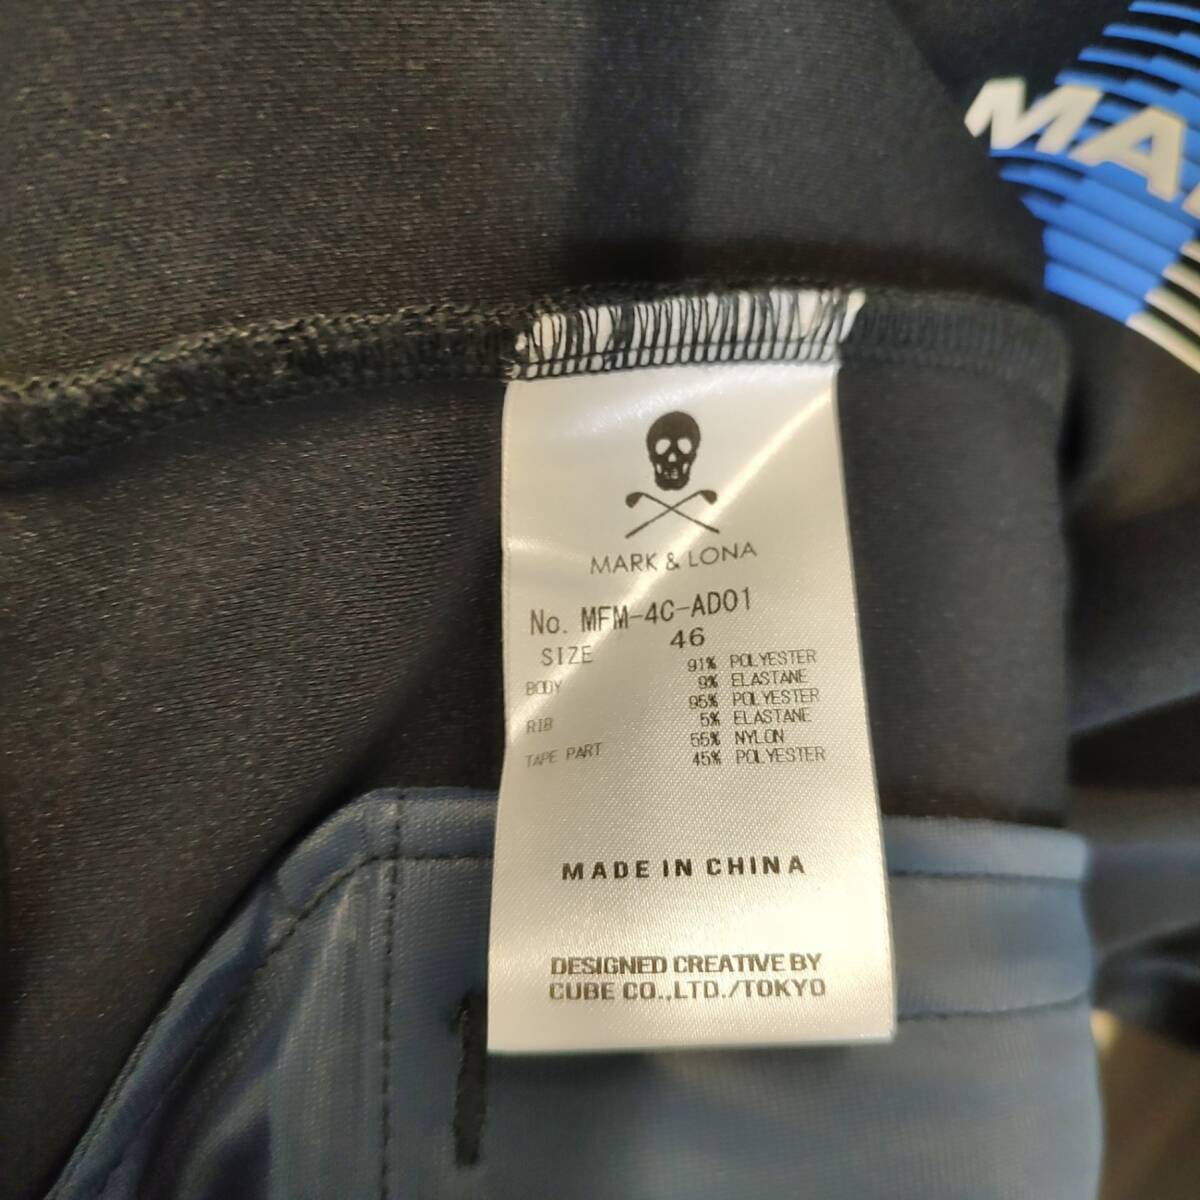 MA
MARK & LONA
No. MFM-4C-AD01
SIZE 46
BODY 91% POLYESTER
9% ELASTANE
RIB 95% POLYESTER
5% ELASTANE
TAPE PART 55% NYLON
45% POLYESTER
MADE IN CHINA
DESIGNED CREATIVE BY
CUBE CO.,LTD./TOKYO